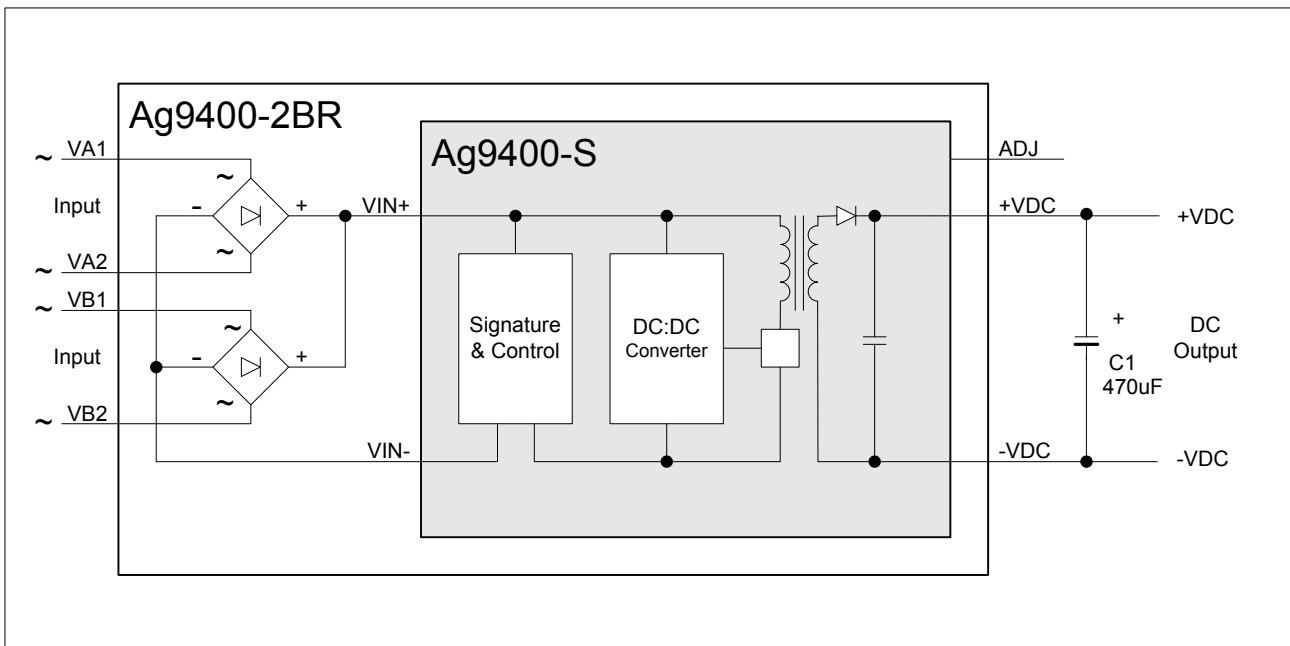 Ag9400-2BR
Ag9400-S
~ VA1
Input
~ VA2
~ VB1
Input
~ VB2
~
-
+
~
~
-
+
~
VIN+
VIN-
Signature
& Control
DC:DC
Converter
ADJ
+VDC
-VDC
+
C1
470uF
+VDC
DC
Output
-VDC